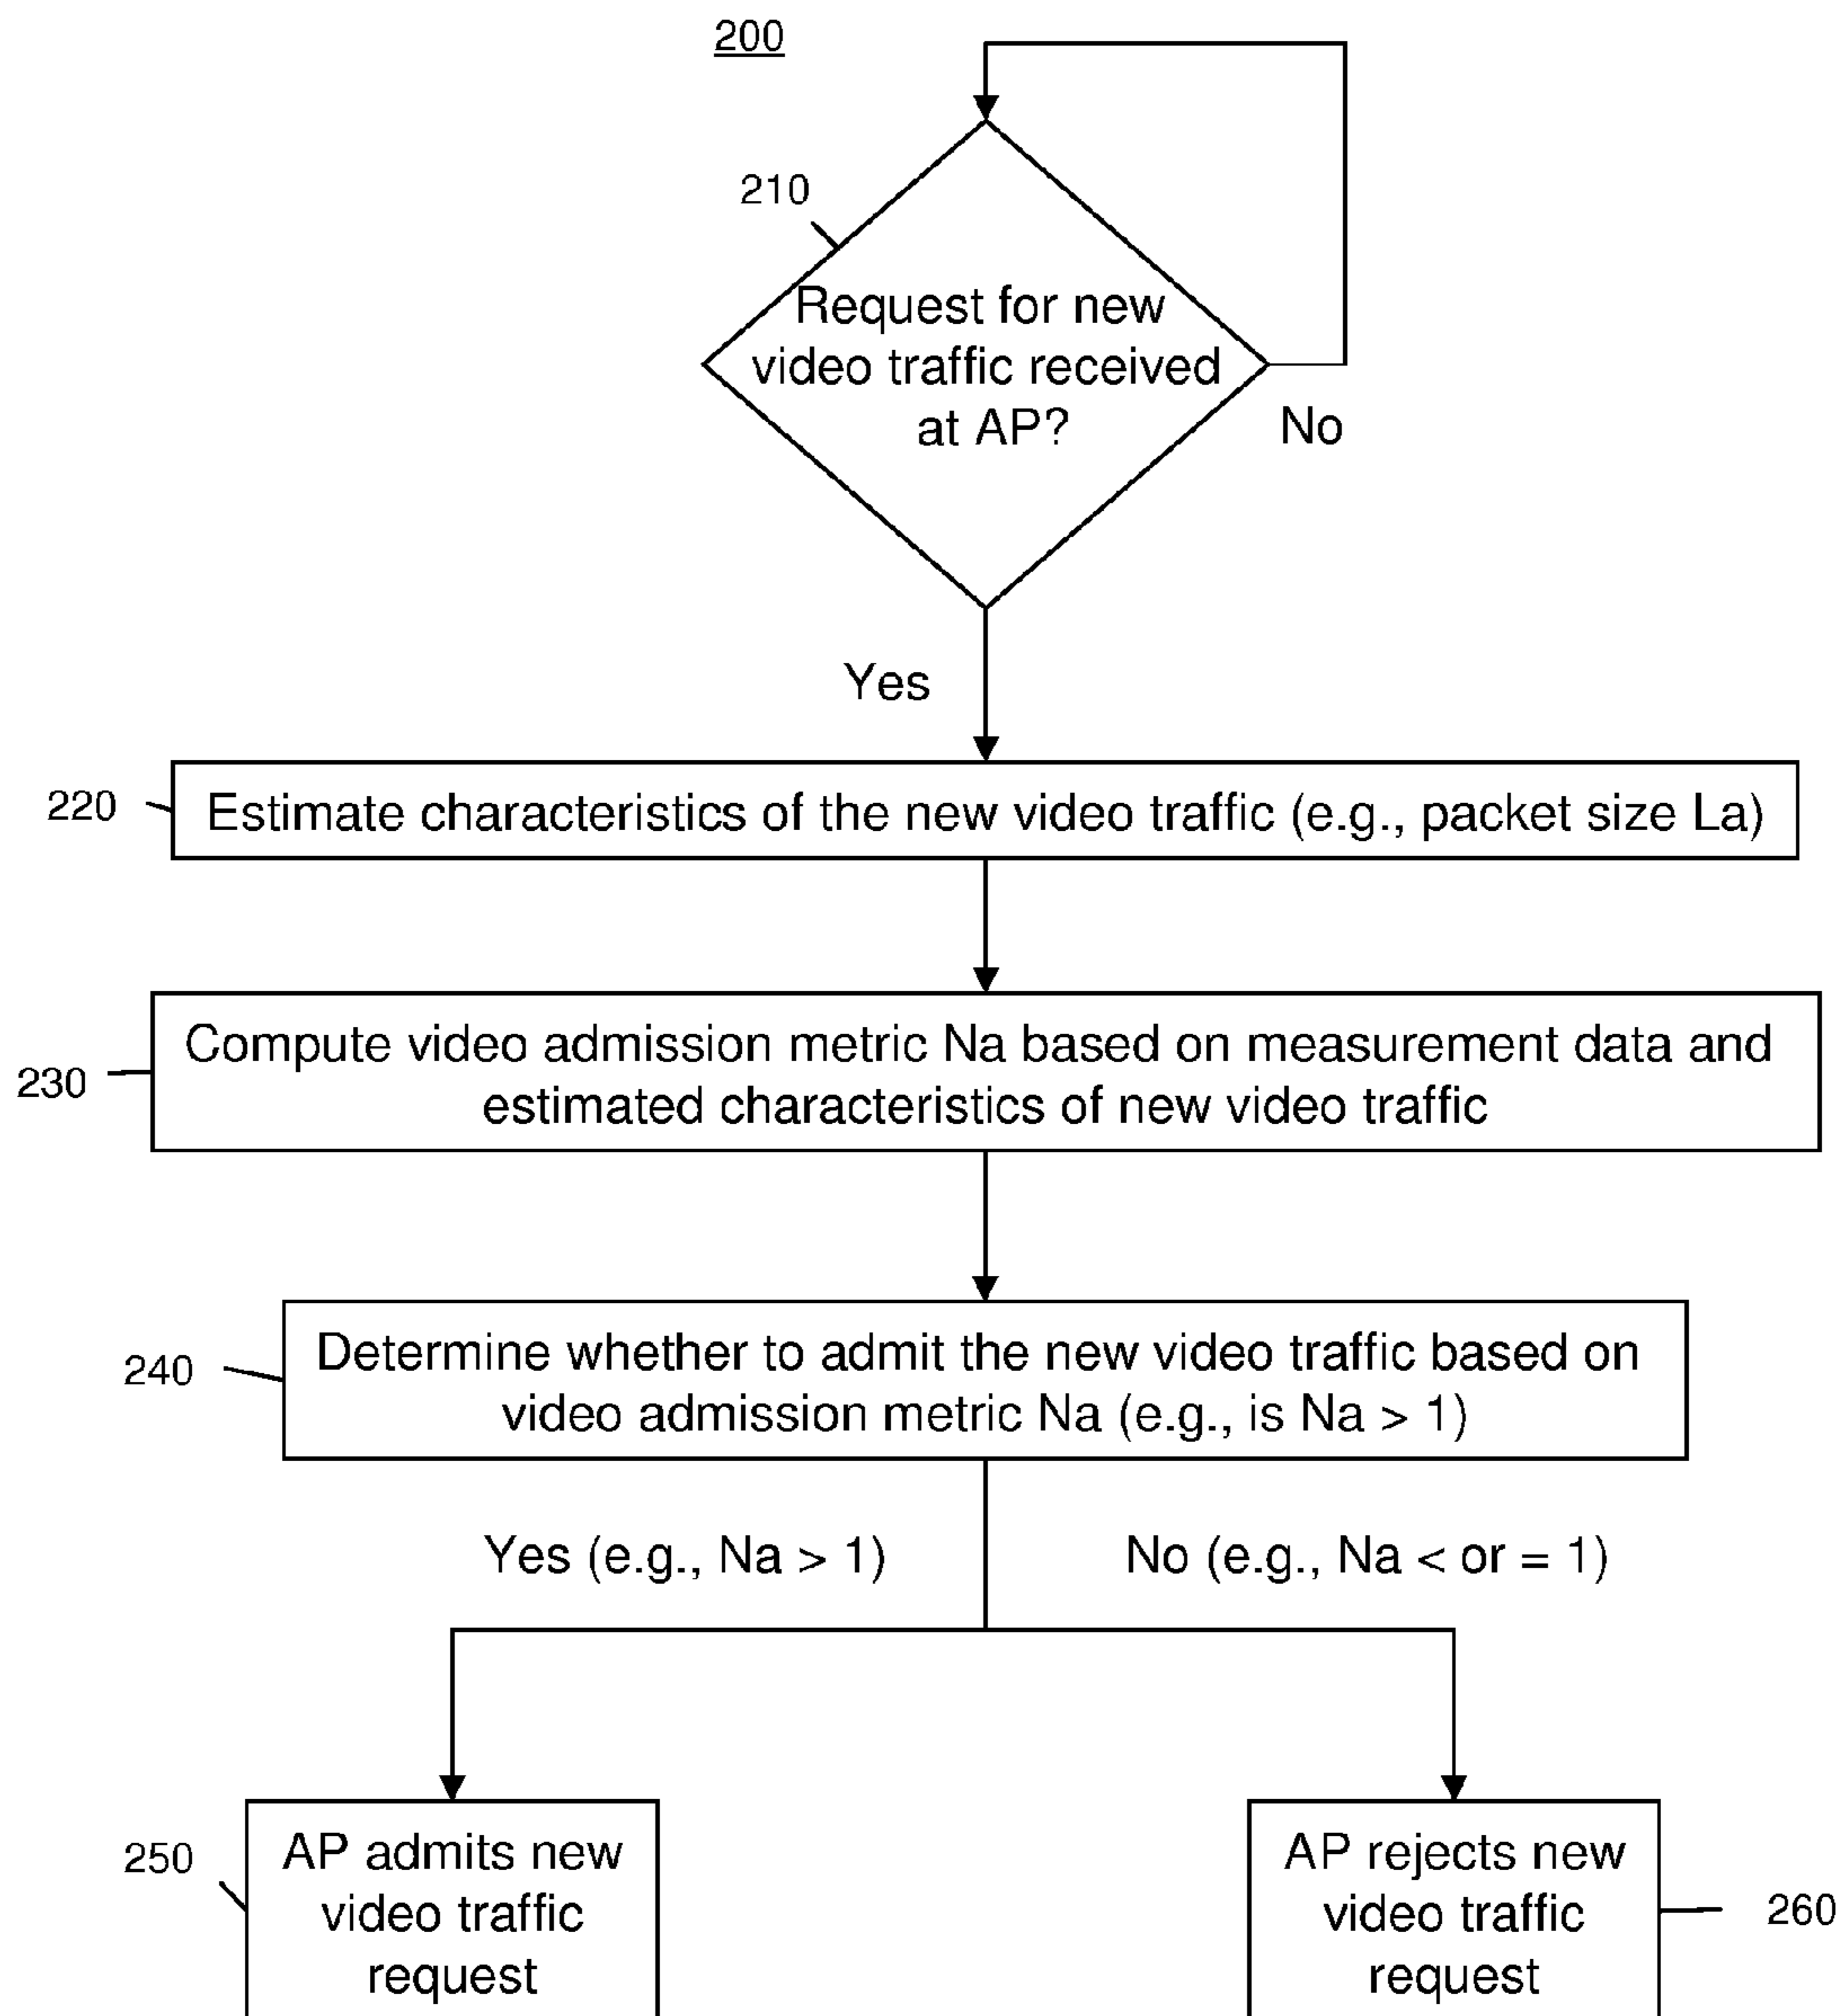 200
210
Request for new
video traffic received
at AP?
No
Yes
220
Estimate characteristics of the new video traffic (e.g., packet size La)
230
Compute video admission metric Na based on measurement data and
estimated characteristics of new video traffic
240
Determine whether to admit the new video traffic based on
video admission metric Na (e.g., is Na > 1)
Yes (e.g., Na > 1)
No (e.g., Na < or = 1)
250
AP admits new
video traffic
request
AP rejects new
video traffic
request
260